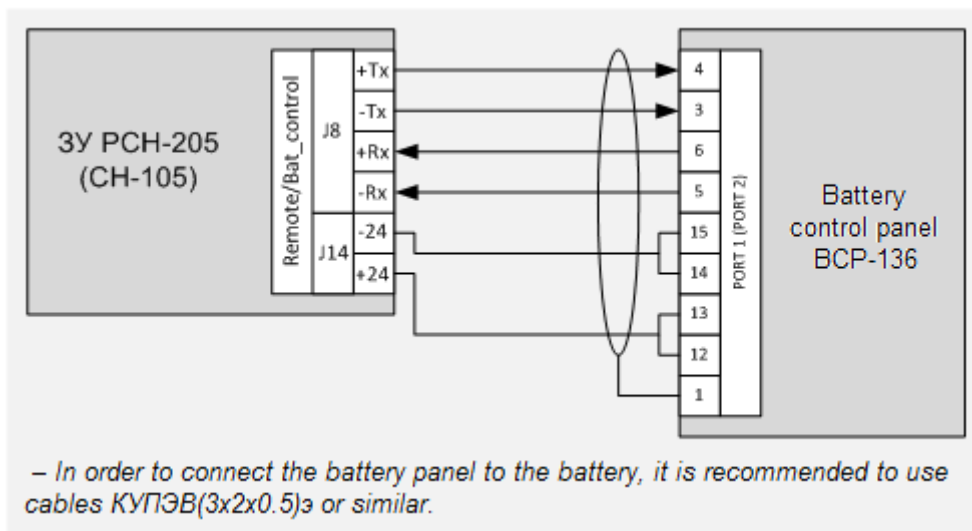 ЗУ РСН-205
(СН-105)
Remote/Bat_control
J8
J14
+Tx
-Tx
+Rx
-Rx
-24
+24
4
3
6
5
15
14
13
12
1
PORT 1 (PORT 2)
Battery
control panel
BCP-136
– In order to connect the battery panel to the battery, it is recommended to use
cables КУПЭВ(3x2x0.5)э or similar.